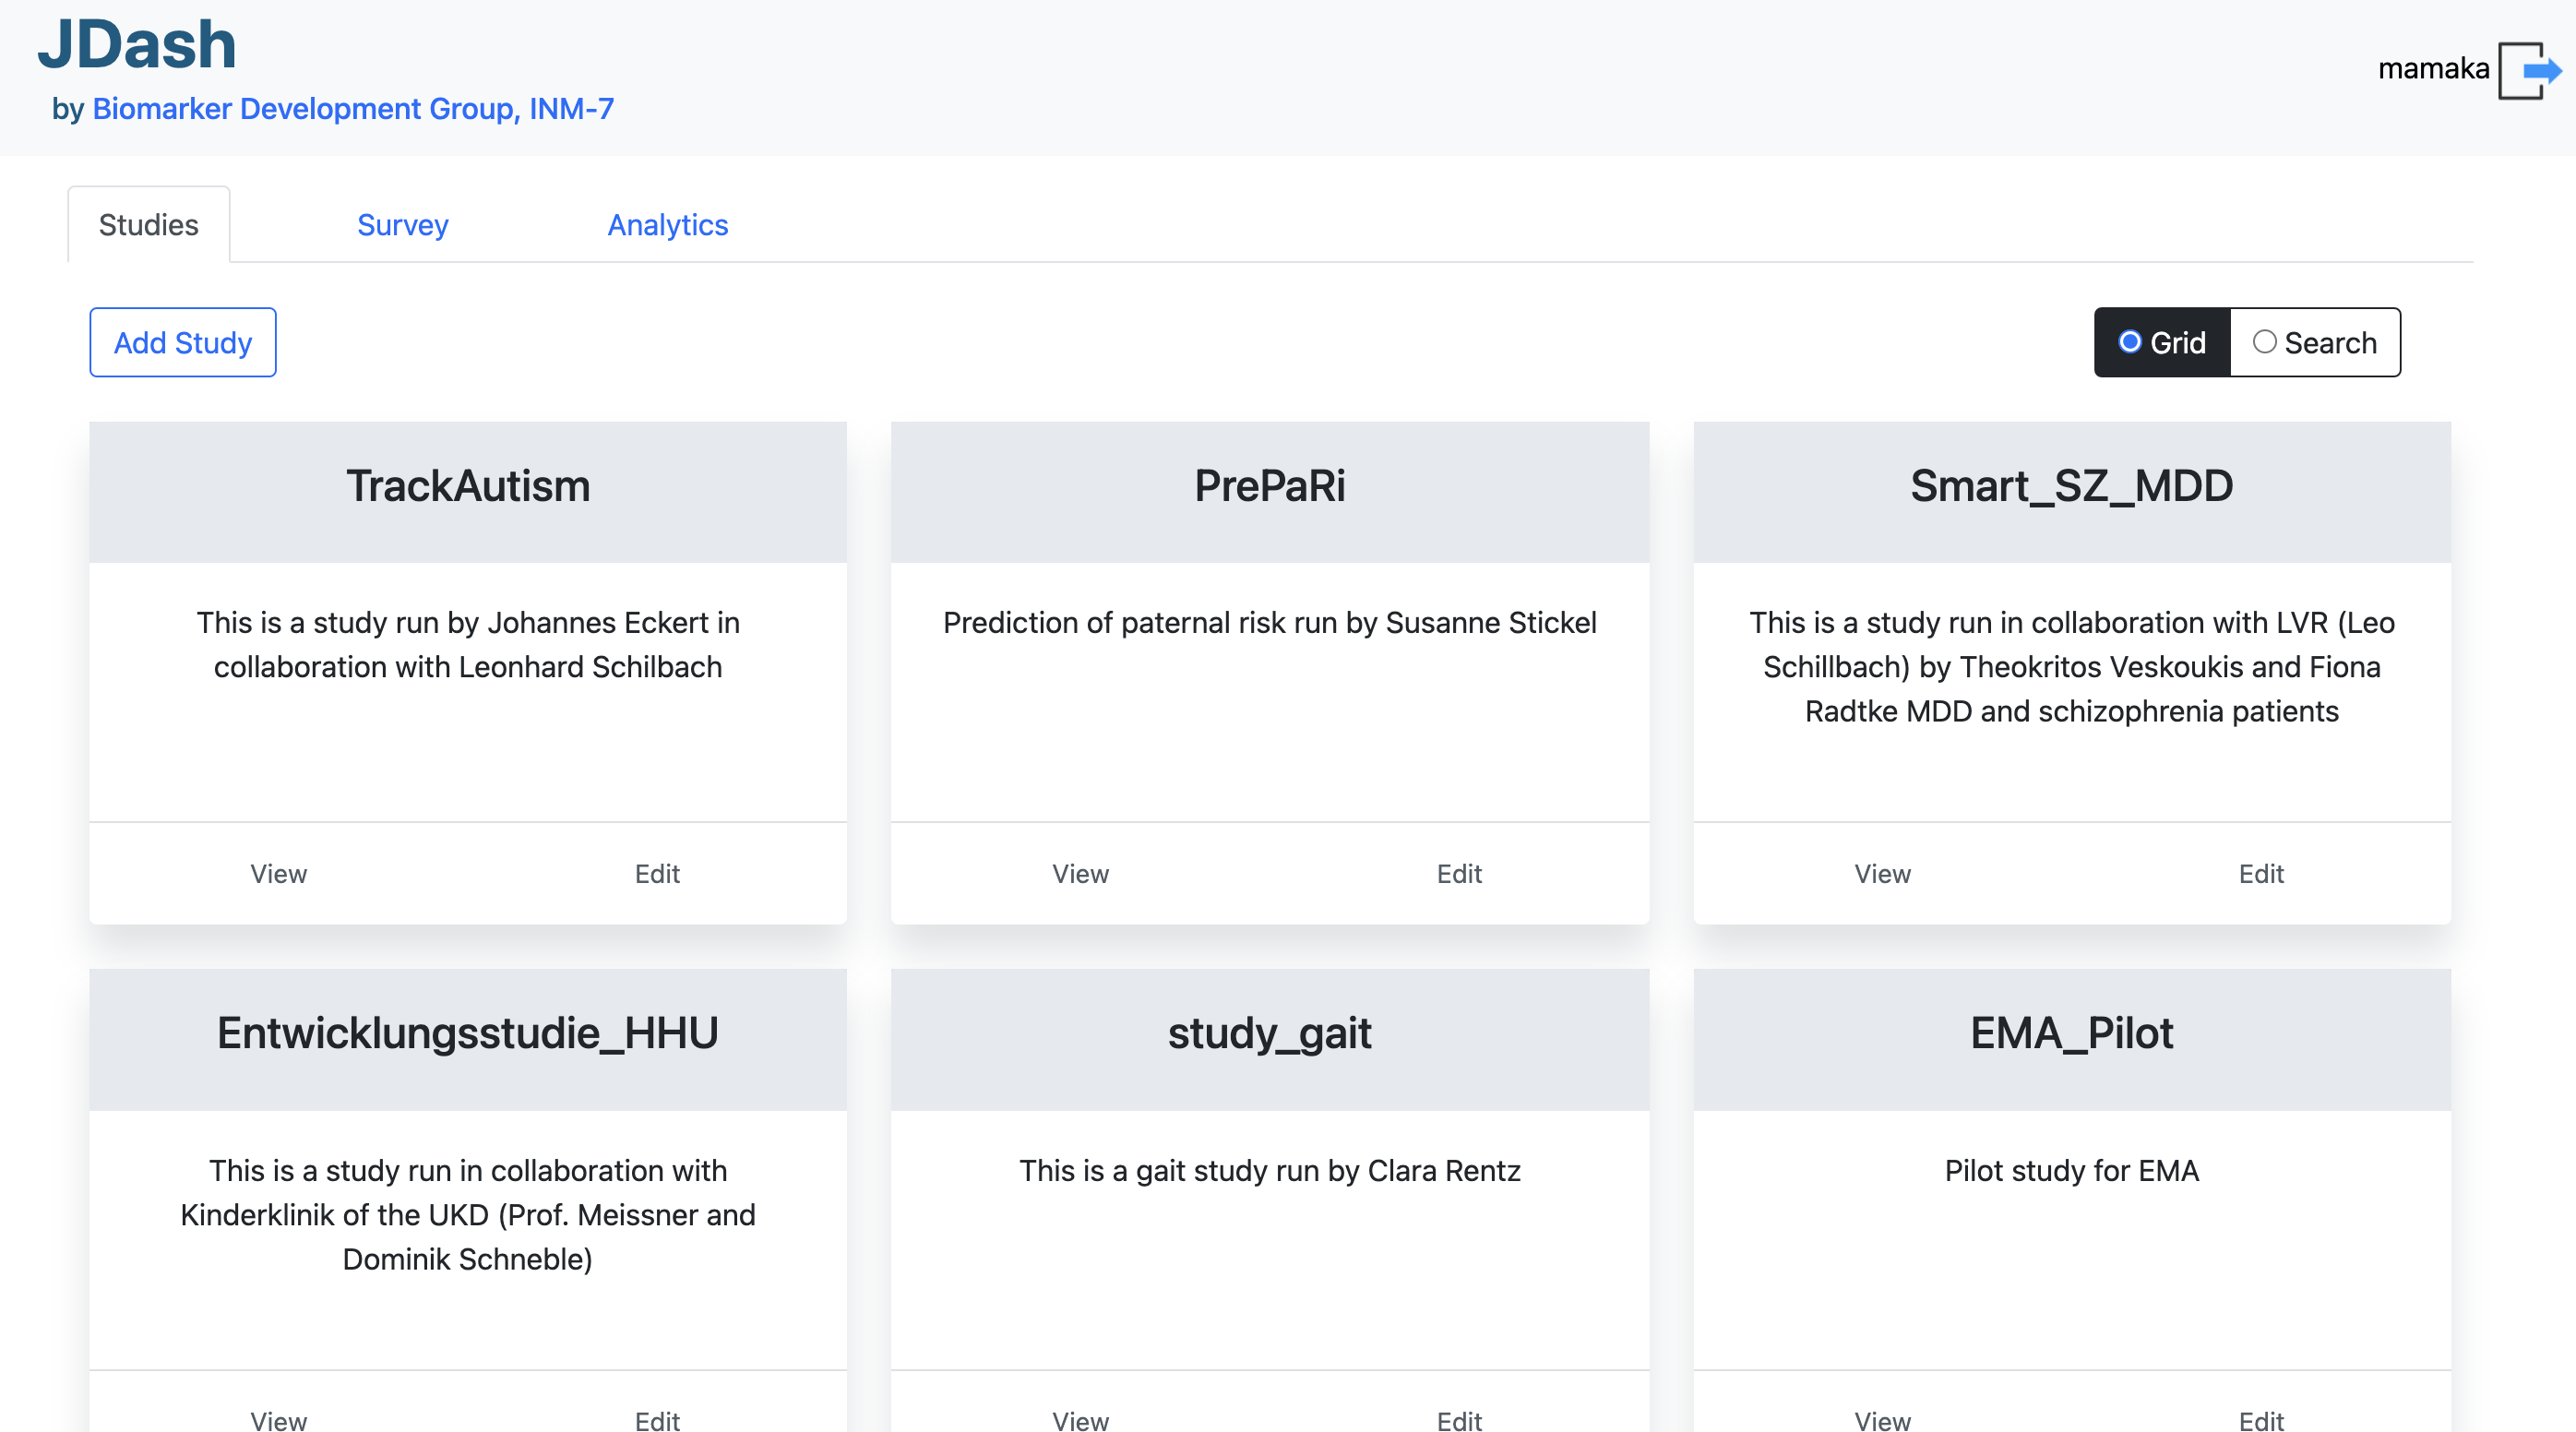 JDash
by Biomarker Development Group, INM-7
mamaka
Studies
Survey
Analytics
Add Study
Grid
Search
TrackAutism
This is a study run by Johannes Eckert in
collaboration with Leonhard Schilbach
View
Edit
PrePaRi
Prediction of paternal risk run by Susanne Stickel
View
Edit
Smart_SZ_MDD
This is a study run in collaboration with LVR (Leo
Schillbach) by Theokritos Veskoukis and Fiona
Radtke MDD and schizophrenia patients
View
Edit
Entwicklungsstudie_HHU
This is a study run in collaboration with
Kinderklinik of the UKD (Prof. Meissner and
Dominik Schneble)
View
Edit
study_gait
This is a gait study run by Clara Rentz
View
Edit
EMA_Pilot
Pilot study for EMA
View
Edit